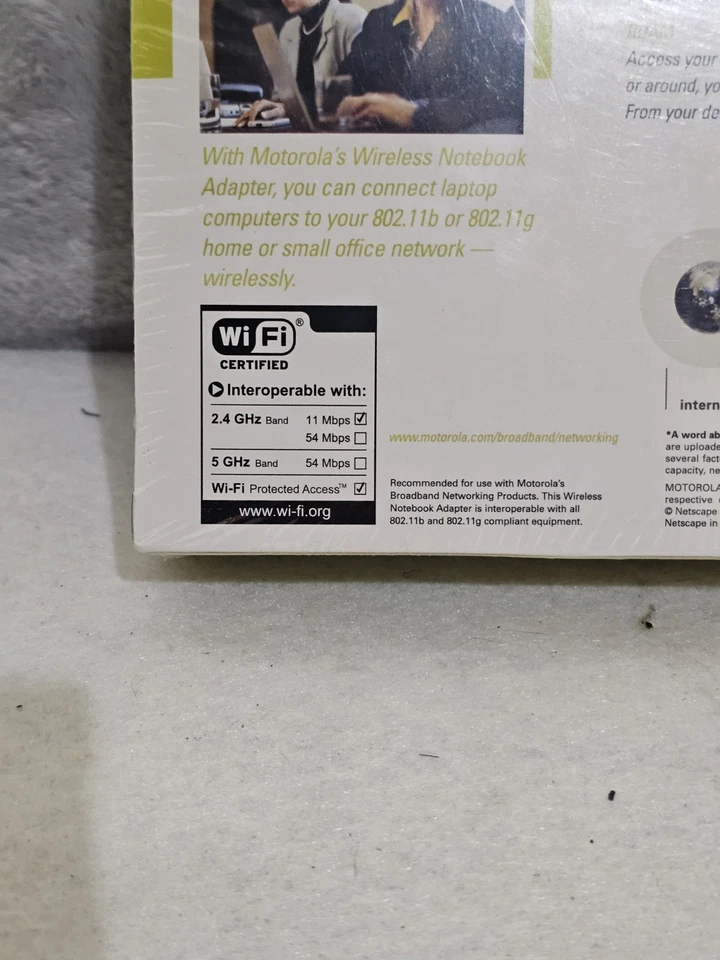 With Motorola's Wireless Notebook
Adapter, you can connect laptop
computers to your 802.11b or 802.11g
home or small office network —
wirelessly.
Wi Fi ®
CERTIFIED
Interoperable with:
2.4 GHz Band 11 Mbps
54 Mbps
5 GHz Band 54 Mbps
Wi-Fi Protected Access™
www.wi-fi.org
www.motorola.com/broadband/networking
Recommended for use with Motorola's
Broadband Networking Products. This Wireless
Notebook Adapter is interoperable with all
802.11b and 802.11g compliant equipment.
ROAM
Access your
or around, yo
From your de
intern
*A word ab
are uploade
several fact
capacity, ne
MOTOROLA
respective
© Netscape
Netscape in